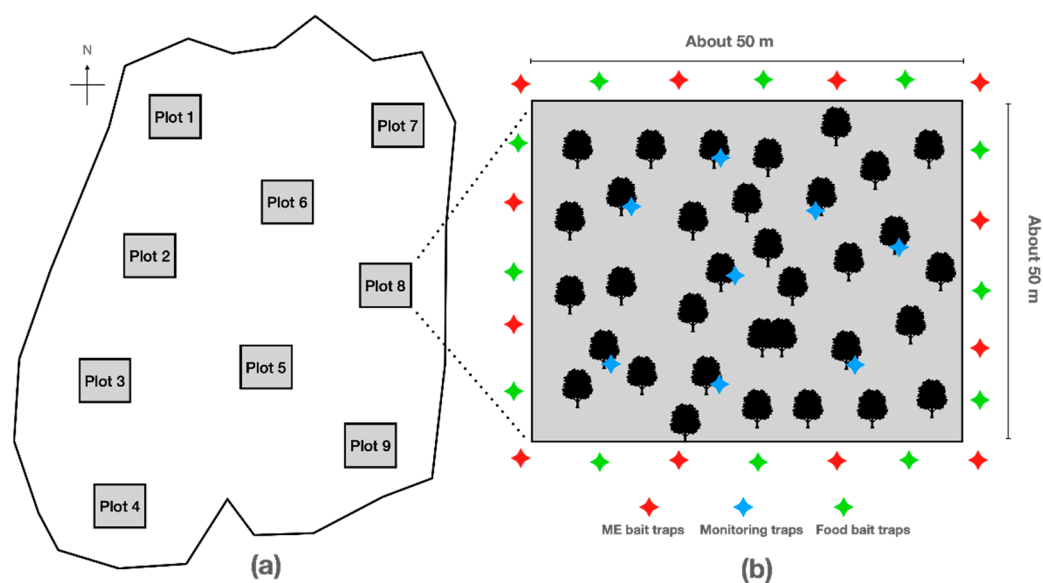 N
Plot 1
Plot 7
Plot 6
Plot 2
Plot 8
Plot 3
Plot 5
Plot 9
Plot 4
(a)
About 50 m
About 50 m
ME bait traps
Monitoring traps
Food bait traps
(b)